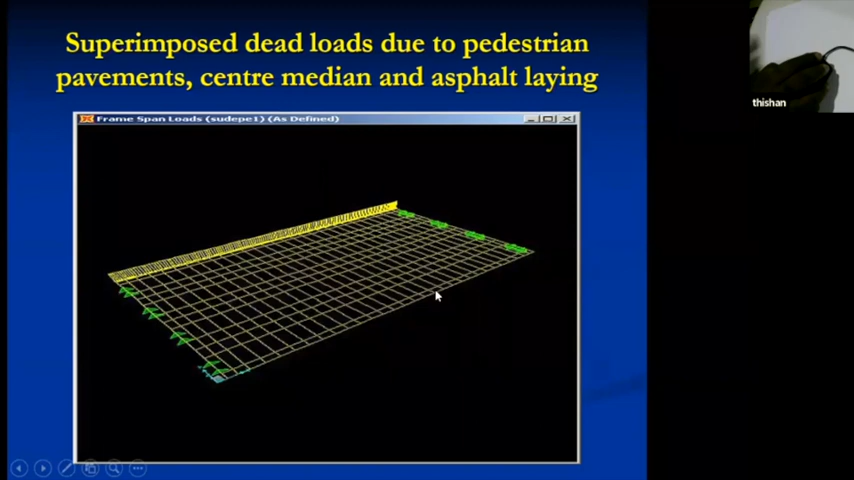 Superimposed dead loads due to pedestrian
pavements, centre median and asphalt laying
Frame Span Loads (sudepe1) (As Defined)
thishan